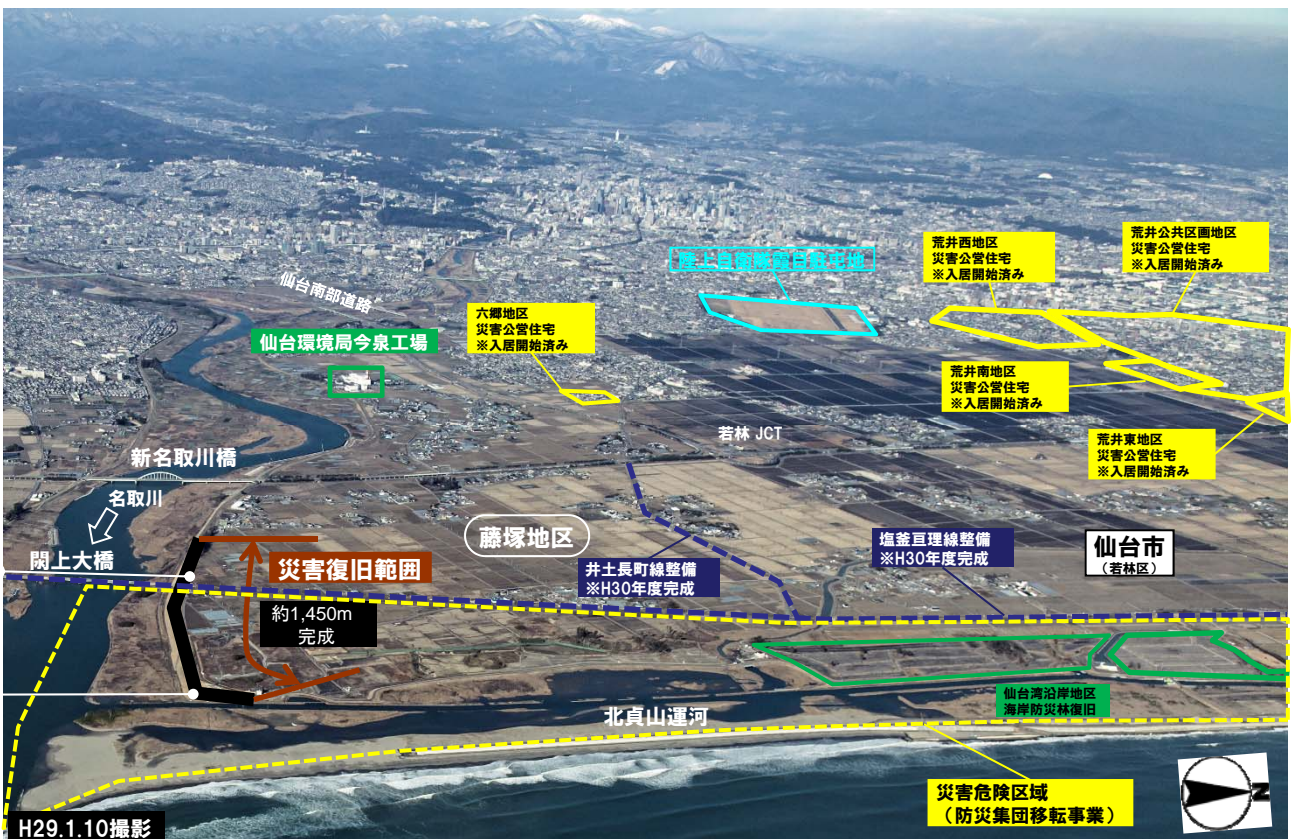 荒井西地区
災害公営住宅
※入居開始済み
荒井公共区画地区
災害公営住宅
※入居開始済み
陸上自衛隊霞目駐屯地
仙台南部道路
仙台環境局今泉工場
六郷地区
災害公営住宅
※入居開始済み
荒井南地区
災害公営住宅
※入居開始済み
若林 JCT
荒井東地区
災害公営住宅
※入居開始済み
新名取川橋
名取川
閖上大橋
藤塚地区
災害復旧範囲
約1,450m
完成
井土長町線整備
※H30年度完成
塩釜亘理線整備
※H30年度完成
仙台市
(若林区)
仙台湾沿岸地区
海岸防災林復旧
北貞山運河
災害危険区域
(防災集団移転事業)
N
H29.1.10撮影